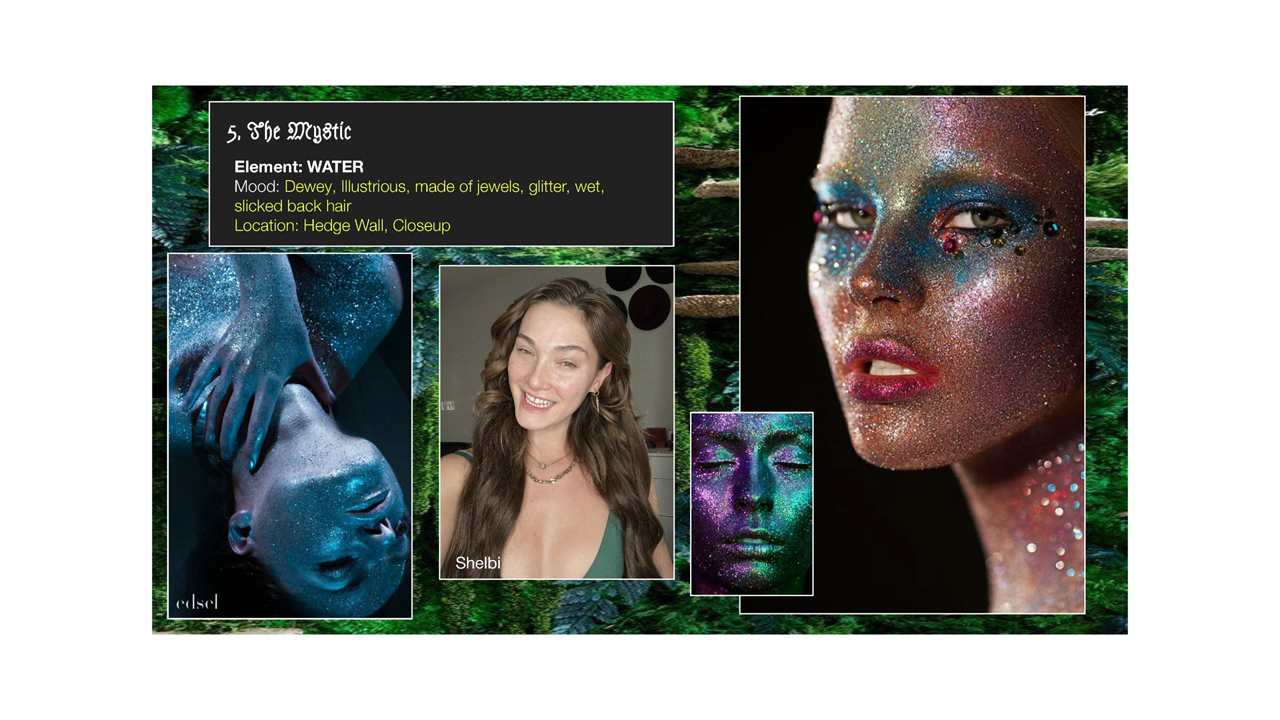 5. The Mystic
Element: WATER
Mood: Dewey, Illustrious, made of jewels, glitter, wet,
slicked back hair
Location: Hedge Wall, Closeup
Shelbi
edsel